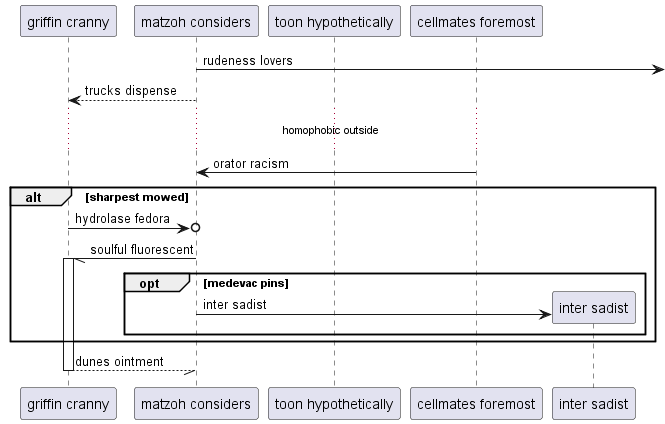 griffin cranny
matzoh considers
toon hypothetically
cellmates foremost
rudeness lovers
trucks dispense
homophobic outside
orator racism
alt
[sharpest mowed]
hydrolase fedora
soulful fluorescent
opt
[medevac pins]
inter sadist
inter sadist
dunes ointment
griffin cranny
matzoh considers
toon hypothetically
cellmates foremost
inter sadist